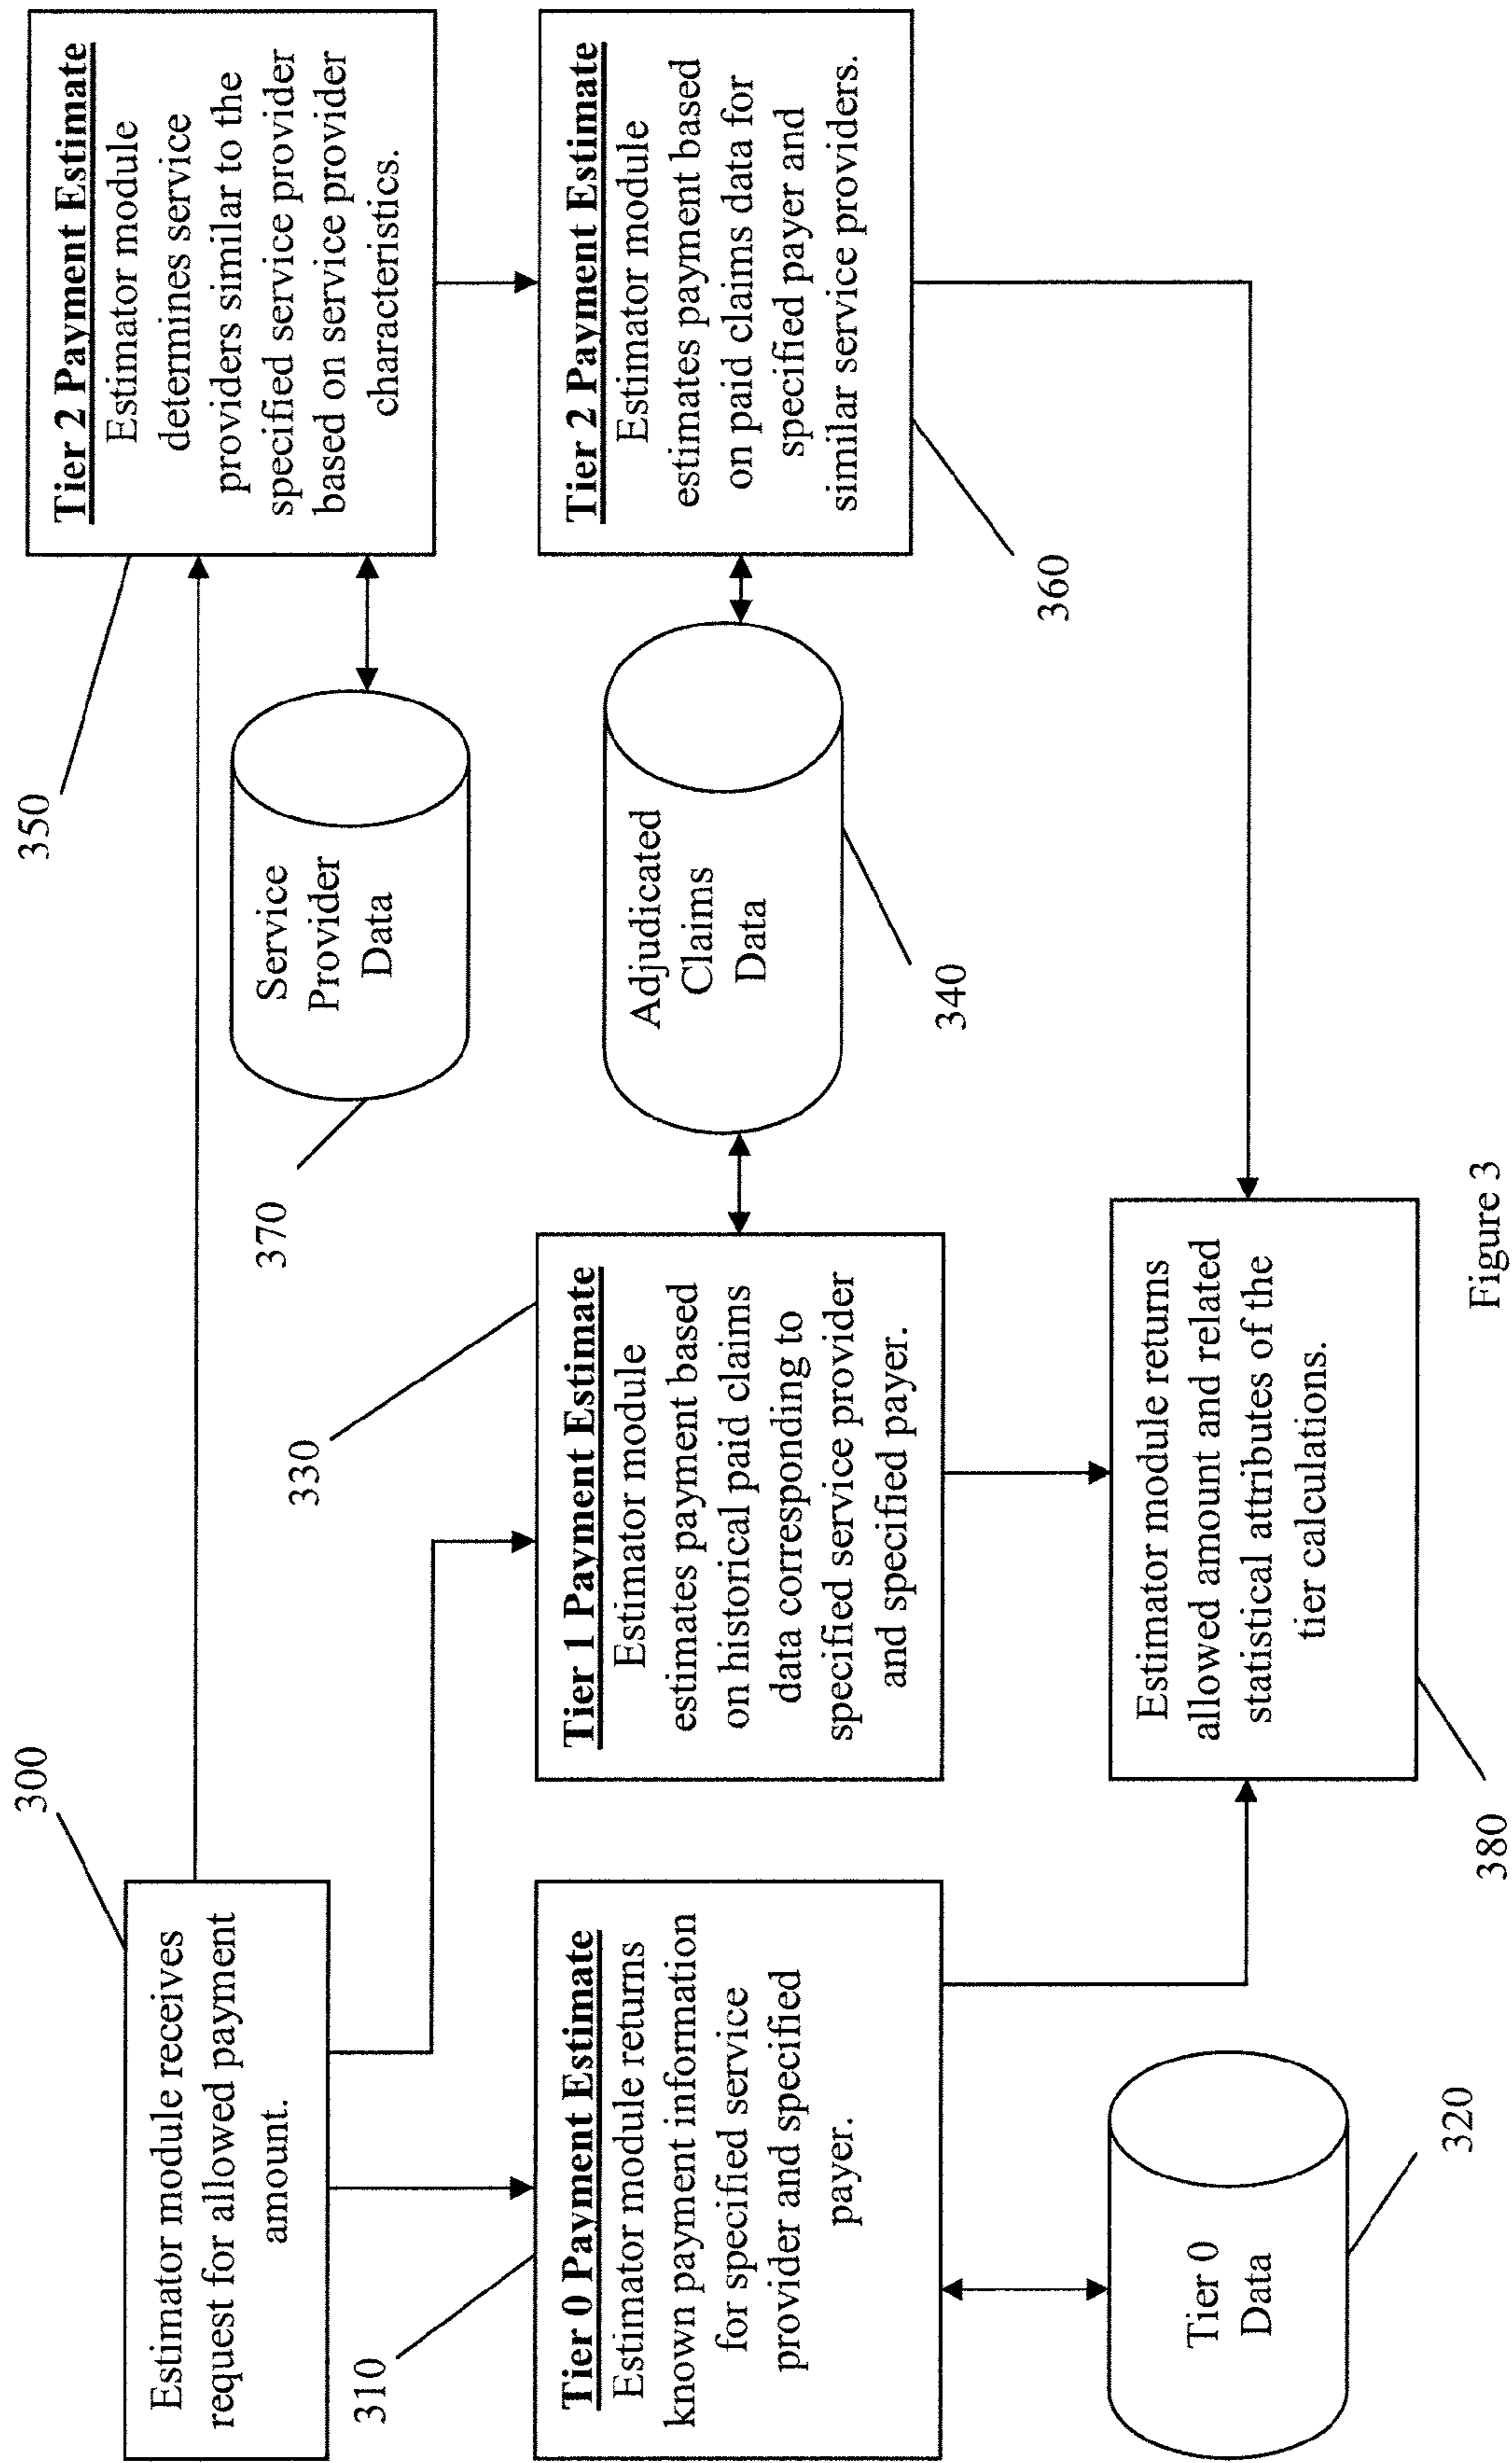 300
Estimator module receives
request for allowed payment
amount.
310
Tier 0 Payment Estimate
Estimator module returns
known payment information
for specified service
provider and specified
payer.
Tier 0
Data
320
330
Tier 1 Payment Estimate
Estimator module
estimates payment based
on historical paid claims
data corresponding to
specified service provider
and specified payer.
Adjudicated
Claims
Data
340
350
Tier 2 Payment Estimate
Estimator module
determines service
providers similar to the
specified service provider
based on service provider
characteristics.
Service
Provider
Data
370
Tier 2 Payment Estimate
Estimator module
estimates payment based
on paid claims data for
specified payer and
similar service providers.
360
Estimator module returns
allowed amount and related
statistical attributes of the
tier calculations.
380
Figure 3